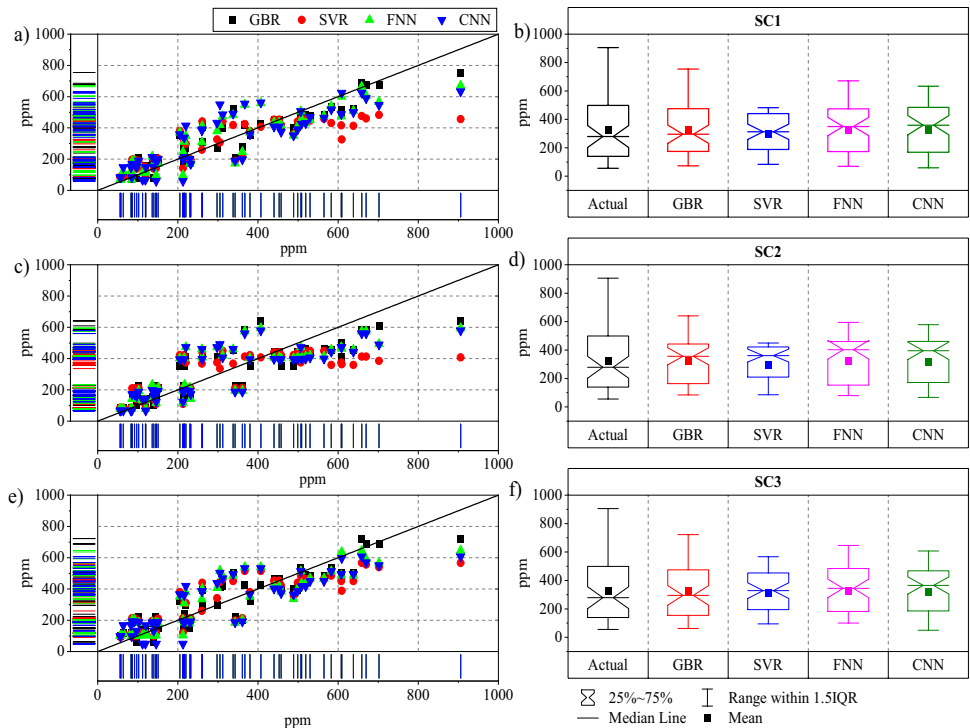 GBR SVR FNN CNN
a)
1000
800
600
400
200
0
ppm
0 200 400 600 800 1000
ppm
b)
SC1
1000
800
600
400
200
0
ppm
Actual GBR SVR FNN CNN
c)
1000
800
600
400
200
0
ppm
0 200 400 600 800 1000
ppm
d)
SC2
1000
800
600
400
200
0
ppm
Actual GBR SVR FNN CNN
e)
1000
800
600
400
200
0
ppm
0 200 400 600 800 1000
ppm
f)
SC3
1000
800
600
400
200
0
ppm
Actual GBR SVR FNN CNN
25%~75% Range within 1.5IQR
Median Line Mean